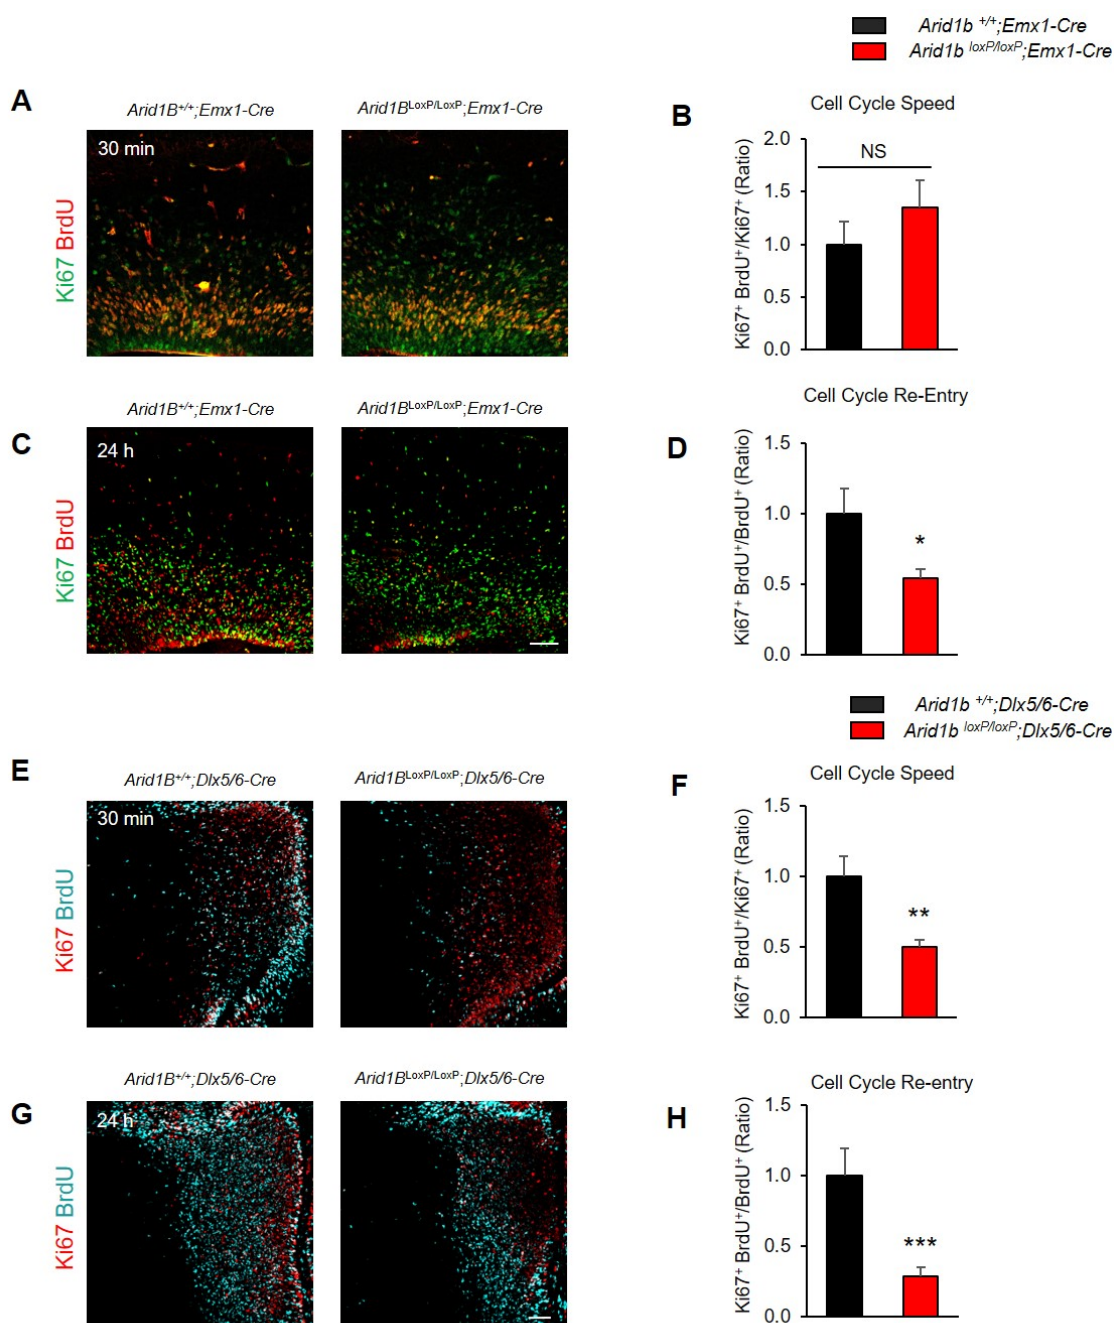 Arid1b +/+;Emx1-Cre
Arid1b loxP/loxP;Emx1-Cre
A
Arid1B+/+;Emx1-Cre
Arid1BLoxP/LoxP;Emx1-Cre
30 min
Ki67 BrdU
B
Cell Cycle Speed
Ki67+ BrdU+/Ki67+ (Ratio)
2.0
1.5
1.0
0.5
0.0
NS
C
Arid1B+/+;Emx1-Cre
Arid1BLoxP/LoxP;Emx1-Cre
24 h
Ki67 BrdU
D
Cell Cycle Re-Entry
Ki67+ BrdU+/BrdU+ (Ratio)
1.5
1.0
0.5
0.0
*
Arid1b +/+;Dlx5/6-Cre
Arid1b loxP/loxP;Dlx5/6-Cre
E
Arid1B+/+;Dlx5/6-Cre
Arid1BLoxP/LoxP;Dlx5/6-Cre
30 min
Ki67 BrdU
F
Cell Cycle Speed
Ki67+ BrdU+/Ki67+ (Ratio)
1.5
1.0
0.5
0.0
**
G
Arid1B+/+;Dlx5/6-Cre
Arid1BLoxP/LoxP;Dlx5/6-Cre
24 h
Ki67 BrdU
H
Cell Cycle Re-entry
Ki67+ BrdU+/BrdU+ (Ratio)
1.5
1.0
0.5
0.0
***